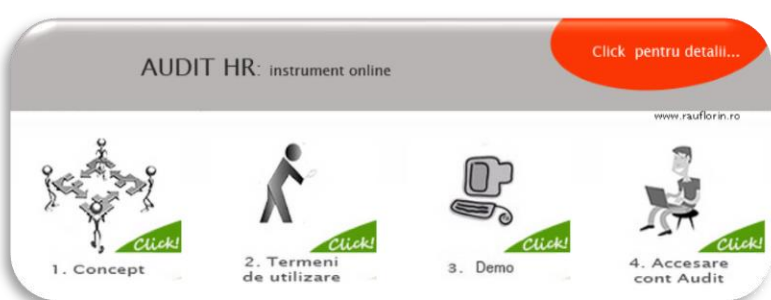 AUDIT HR: instrument online
Click pentru detalii...
www.rauflorin.ro
Click!
1. Concept
Click!
2. Termeni
de utilizare
Click!
3. Demo
Click!
4. Accesare
cont Audit